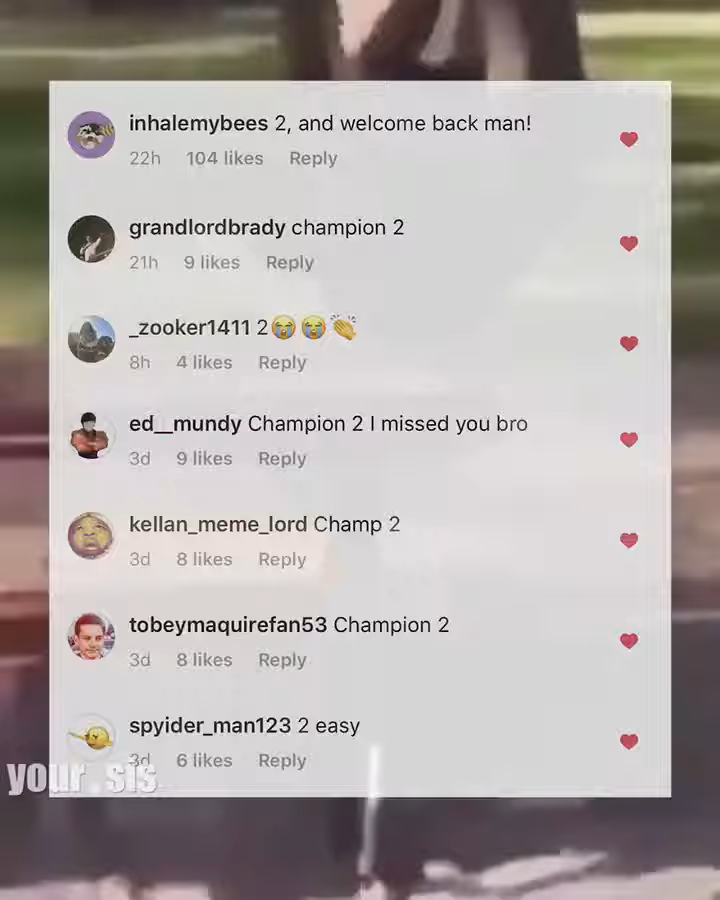 inhalemybees 2, and welcome back man!
22h 104 likes Reply
grandlordbrady champion 2
21h 9 likes Reply
_zooker1411 2😭😭👏
8h 4 likes Reply
ed__mundy Champion 2 I missed you bro
3d 9 likes Reply
kellan_meme_lord Champ 2
3d 8 likes Reply
tobeymaquirefan53 Champion 2
3d 8 likes Reply
spyider_man123 2 easy
3d 6 likes Reply
your.sis